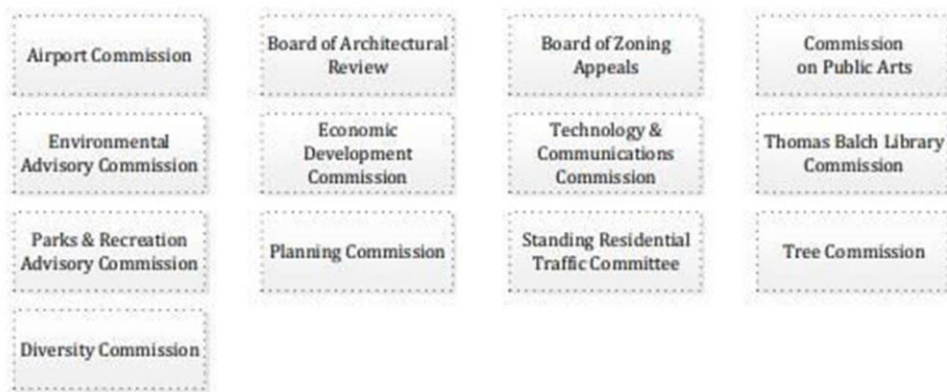 Airport Commission
Board of Architectural
Review
Board of Zoning
Appeals
Commission
on Public Arts
Environmental
Advisory Commission
Economic
Development
Commission
Technology &
Communications
Commission
Thomas Balch Library
Commission
Parks & Recreation
Advisory Commission
Planning Commission
Standing Residential
Traffic Committee
Tree Commission
Diversity Commission